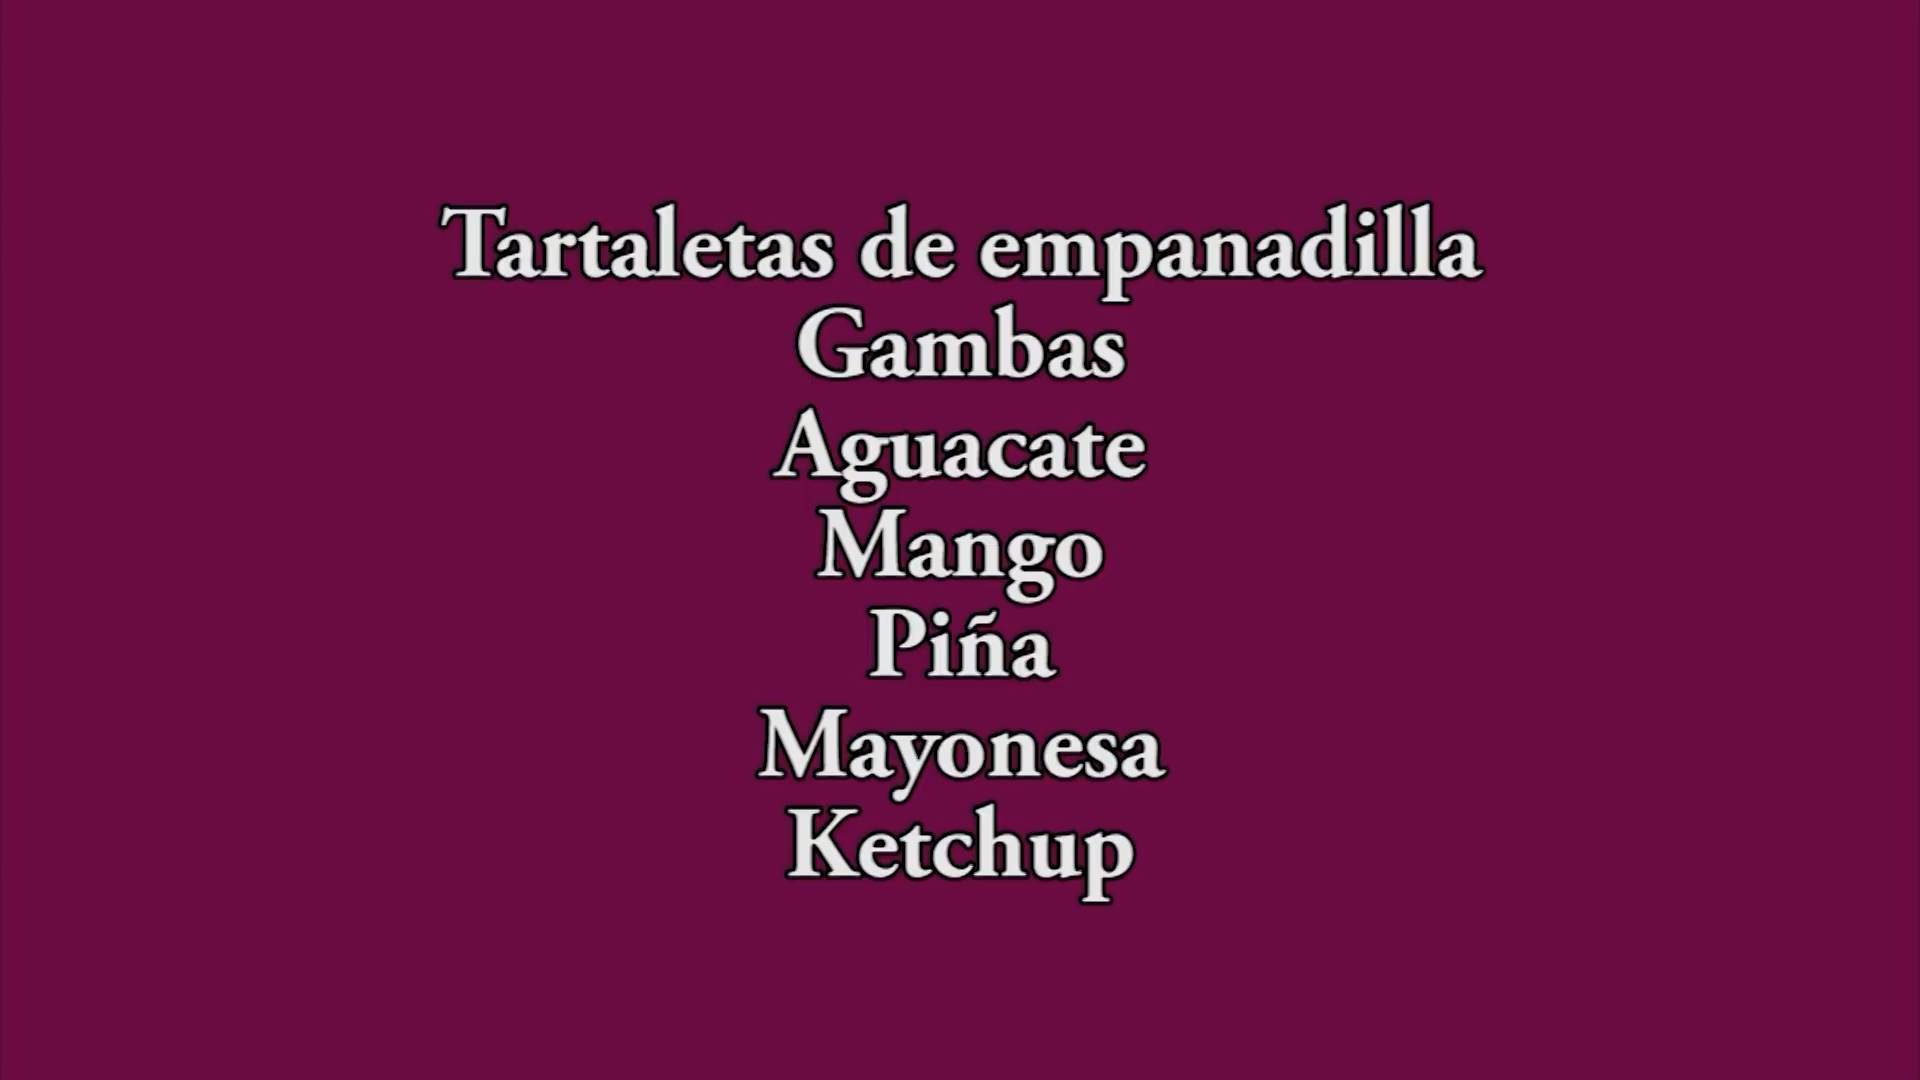 Tartaletas de empanadilla
Gambas
Aguacate
Mango
Piña
Mayonesa
Ketchup